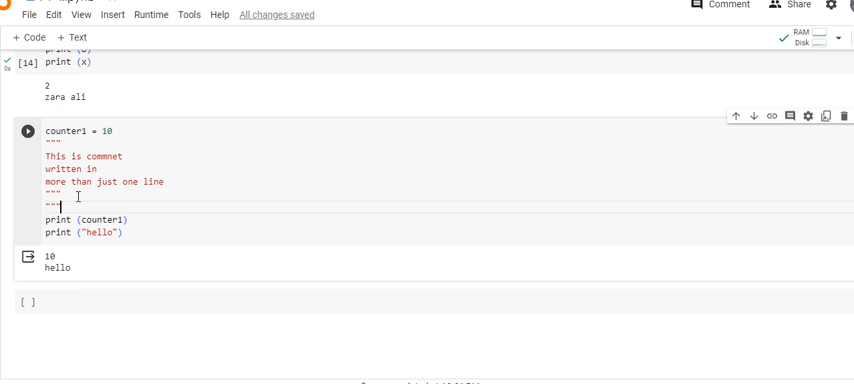 Comment
Share
File Edit View Insert Runtime Tools Help All changes saved
+ Code + Text
RAM
Disk
[14] print (x)
0s
2
zara ali
counter1 = 10
"""
This is commnet
written in
more than just one line
"""
"""
print (counter1)
print ("hello")
10
hello
[ ]